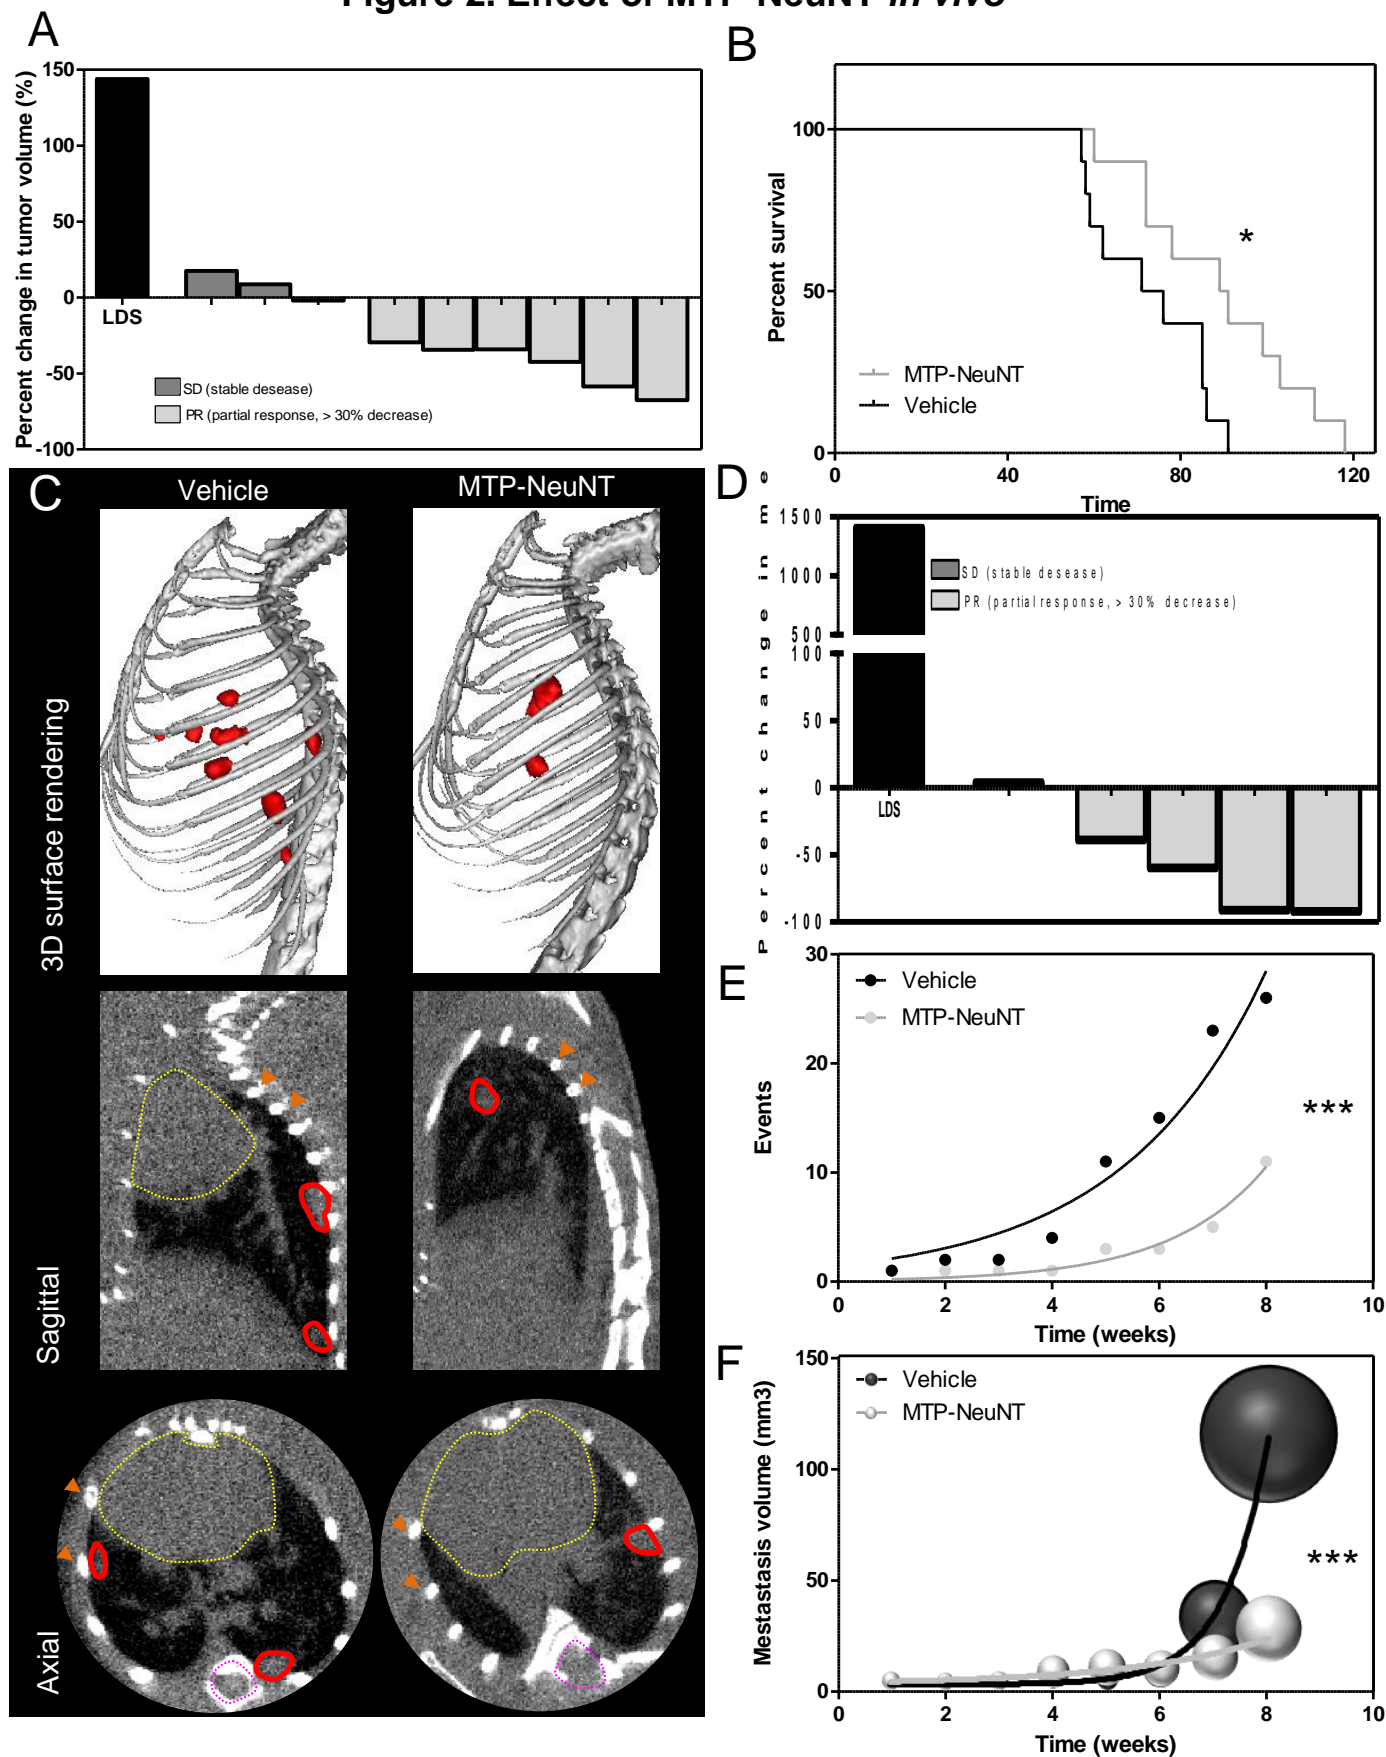 Figure 2. Effect of MTP-NeuNT in vivo
A
Percent change in tumor volume (%)
150
100
50
0
-50
-100
LDS
SD (stable desease)
PR (partial response, > 30% decrease)
B
Percent survival
100
50
0
0 40 80 120
Time
*
MTP-NeuNT
Vehicle
C
Vehicle MTP-NeuNT
3D surface rendering
Sagittal
Axial
D
Percent change in me
1500
1000
500
100
50
0
-50
-100
LDS
SD (stable desease)
PR (partial response, > 30% decrease)
E
Events
30
20
10
0
0 2 4 6 8 10
Time (weeks)
Vehicle
MTP-NeuNT
***
F
Mestastasis volume (mm3)
150
100
50
0
0 2 4 6 8 10
Time (weeks)
Vehicle
MTP-NeuNT
***